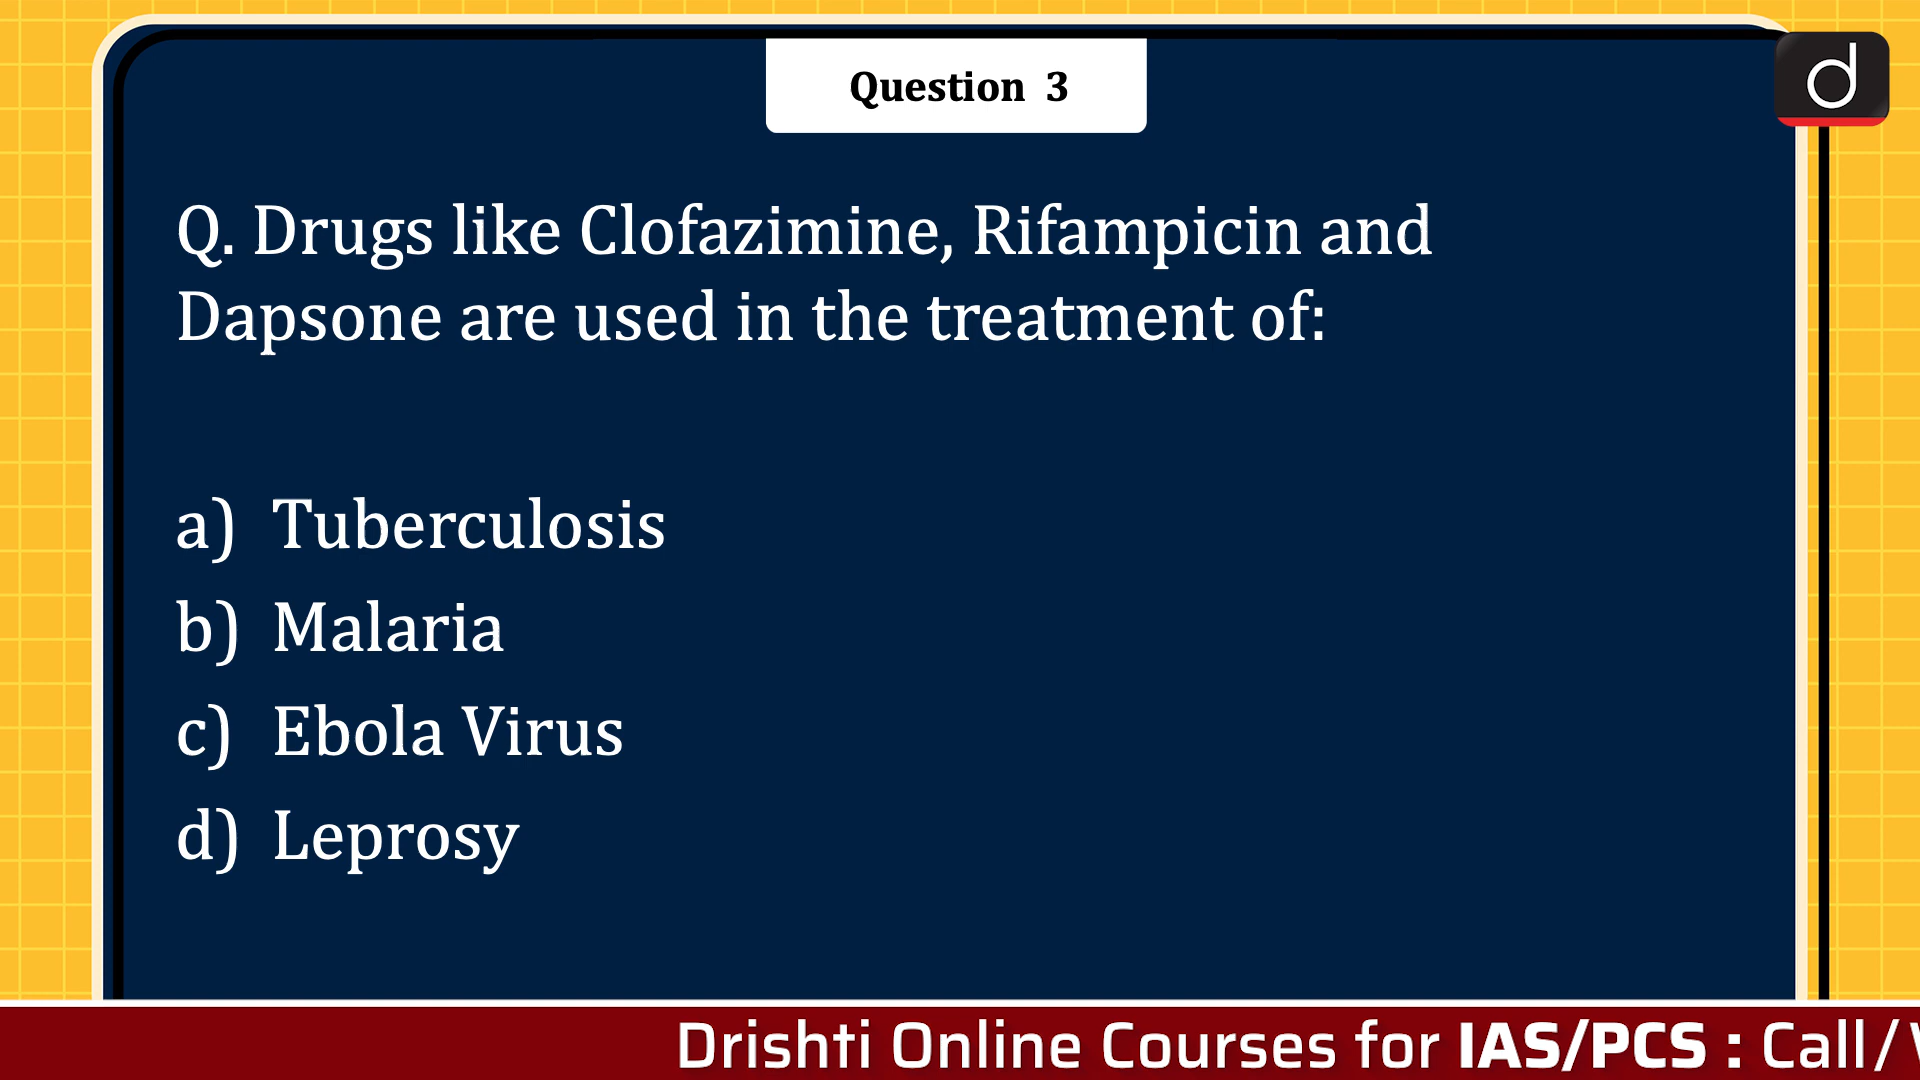 Question 3
d
Q. Drugs like Clofazimine, Rifampicin and
Dapsone are used in the treatment of:
a) Tuberculosis
b) Malaria
c) Ebola Virus
d) Leprosy
Drishti Online Courses for IAS/PCS : Call/